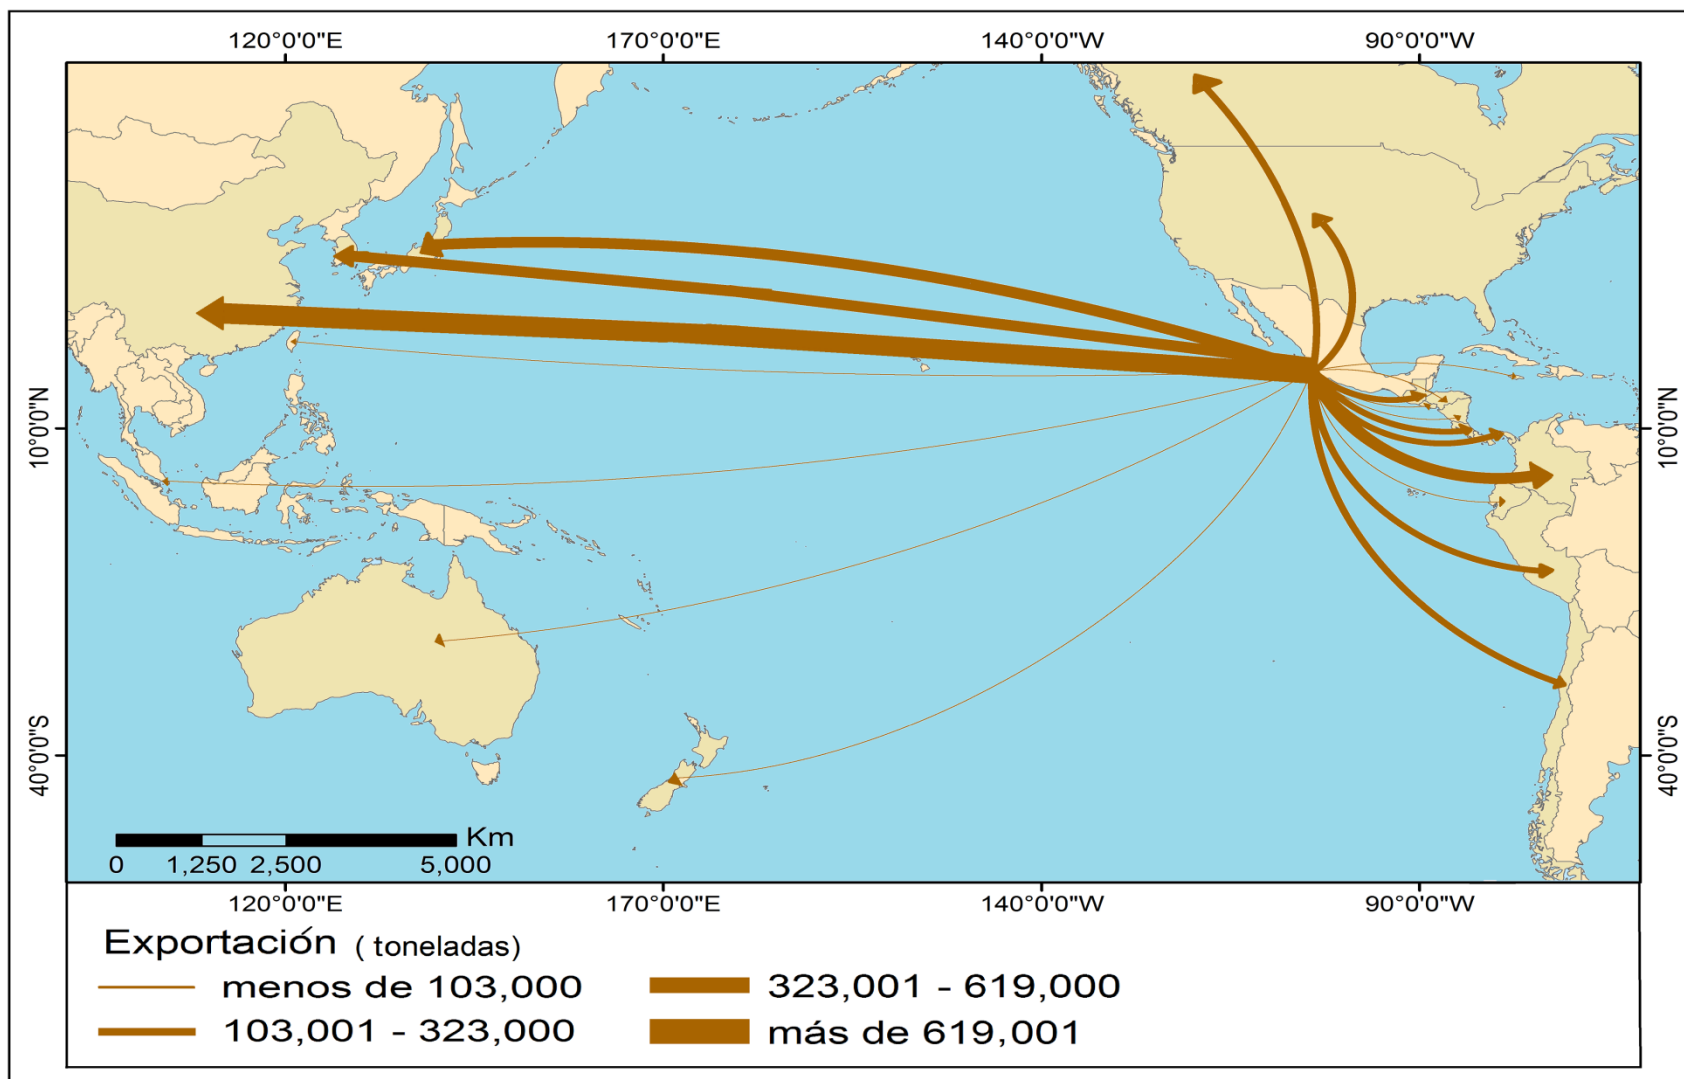 120°0'0"E 170°0'0"E 140°0'0"W 90°0'0"W
10°0'0"N 10°0'0"N
40°0'0"S 40°0'0"S
Km
0 1,250 2,500 5,000
120°0'0"E 170°0'0"E 140°0'0"W 90°0'0"W
Exportación ( toneladas)
menos de 103,000 323,001 - 619,000
103,001 - 323,000 más de 619,001